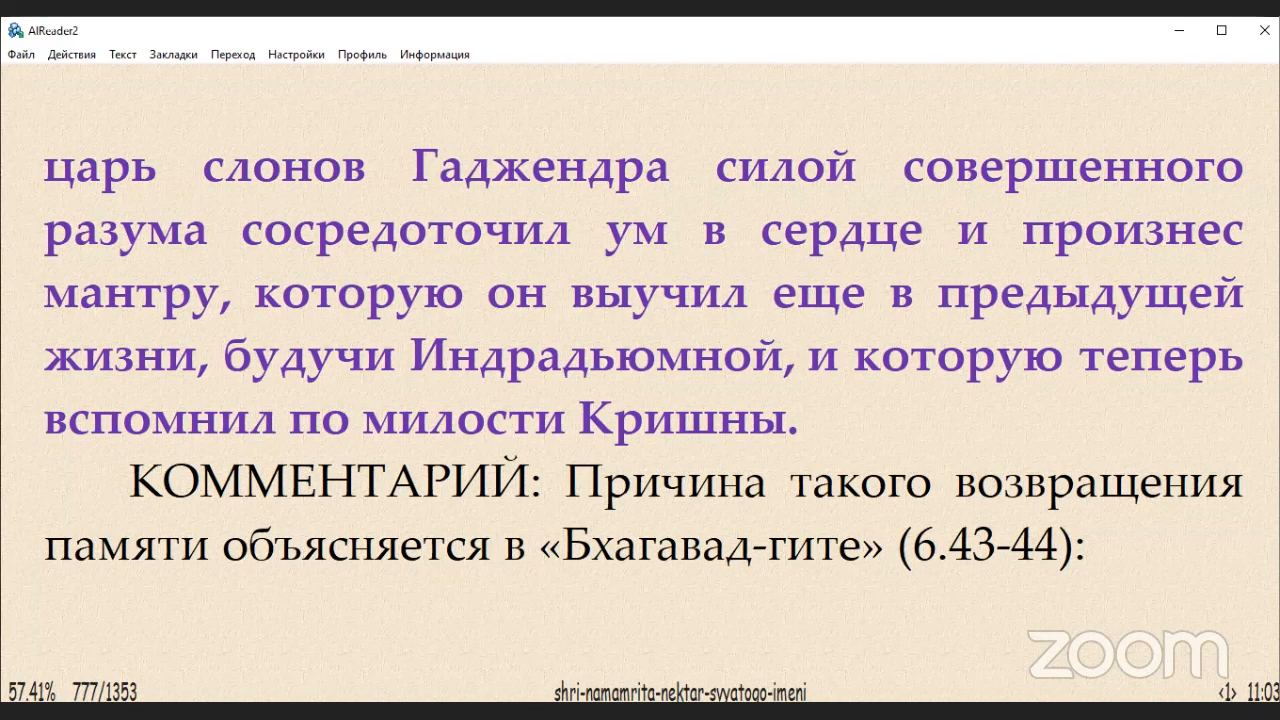 AlReader2
Файл Действия Текст Закладки Переход Настройки Профиль Информация
царь слонов Гаджендра силой совершенного
разума сосредоточил ум в сердце и произнес
мантру, которую он выучил еще в предыдущей
жизни, будучи Индрадьюмной, и которую теперь
вспомнил по милости Кришны.
КОММЕНТАРИЙ: Причина такого возвращения
памяти объясняется в «Бхагавад-гите» (6.43-44):
zoom
57.41% 777/1353 shri-namamrita-nektar-svyatogo-imeni ‹1› 11:03